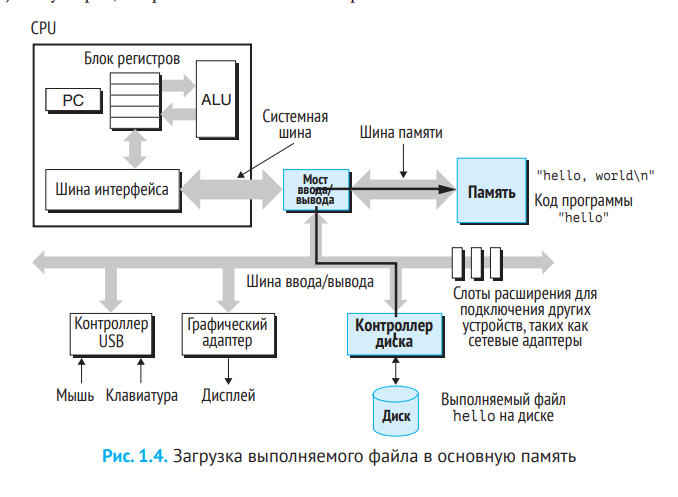 CPU
Блок регистров
PC
ALU
Системная
шина
Шина памяти
Шина интерфейса
Мост
ввода/
вывода
Память
"hello, world\n"
Код программы
"hello"
Шина ввода/вывода
Слоты расширения для
подключения других
устройств, таких как
сетевые адаптеры
Контроллер
USB
Графический
адаптер
Контроллер
диска
Мышь
Клавиатура
Дисплей
Диск
Выполняемый файл
hello на диске
Рис. 1.4. Загрузка выполняемого файла в основную память